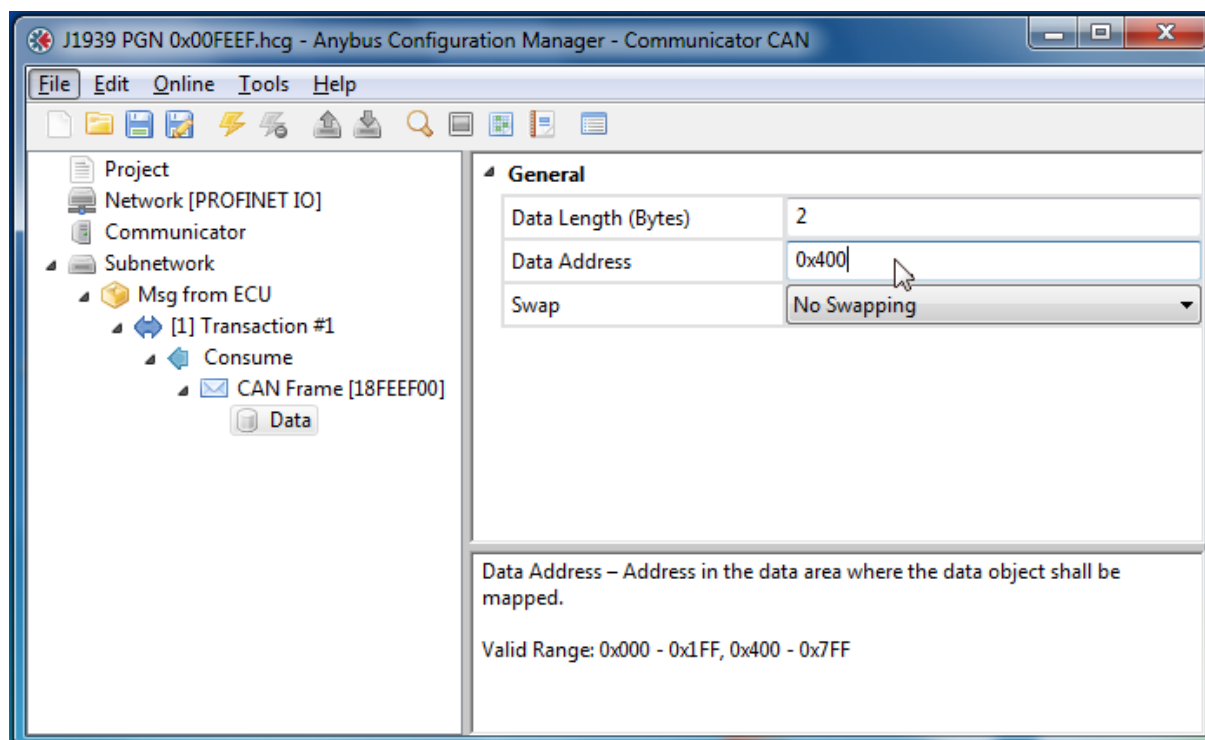 J1939 PGN 0x00FEEF.hcg - Anybus Configuration Manager - Communicator CAN
File Edit Online Tools Help
Project
Network [PROFINET IO]
Communicator
Subnetwork
Msg from ECU
[1] Transaction #1
Consume
CAN Frame [18FEEF00]
Data
General
Data Length (Bytes) 2
Data Address 0x400
Swap No Swapping
Data Address – Address in the data area where the data object shall be
mapped.
Valid Range: 0x000 - 0x1FF, 0x400 - 0x7FF